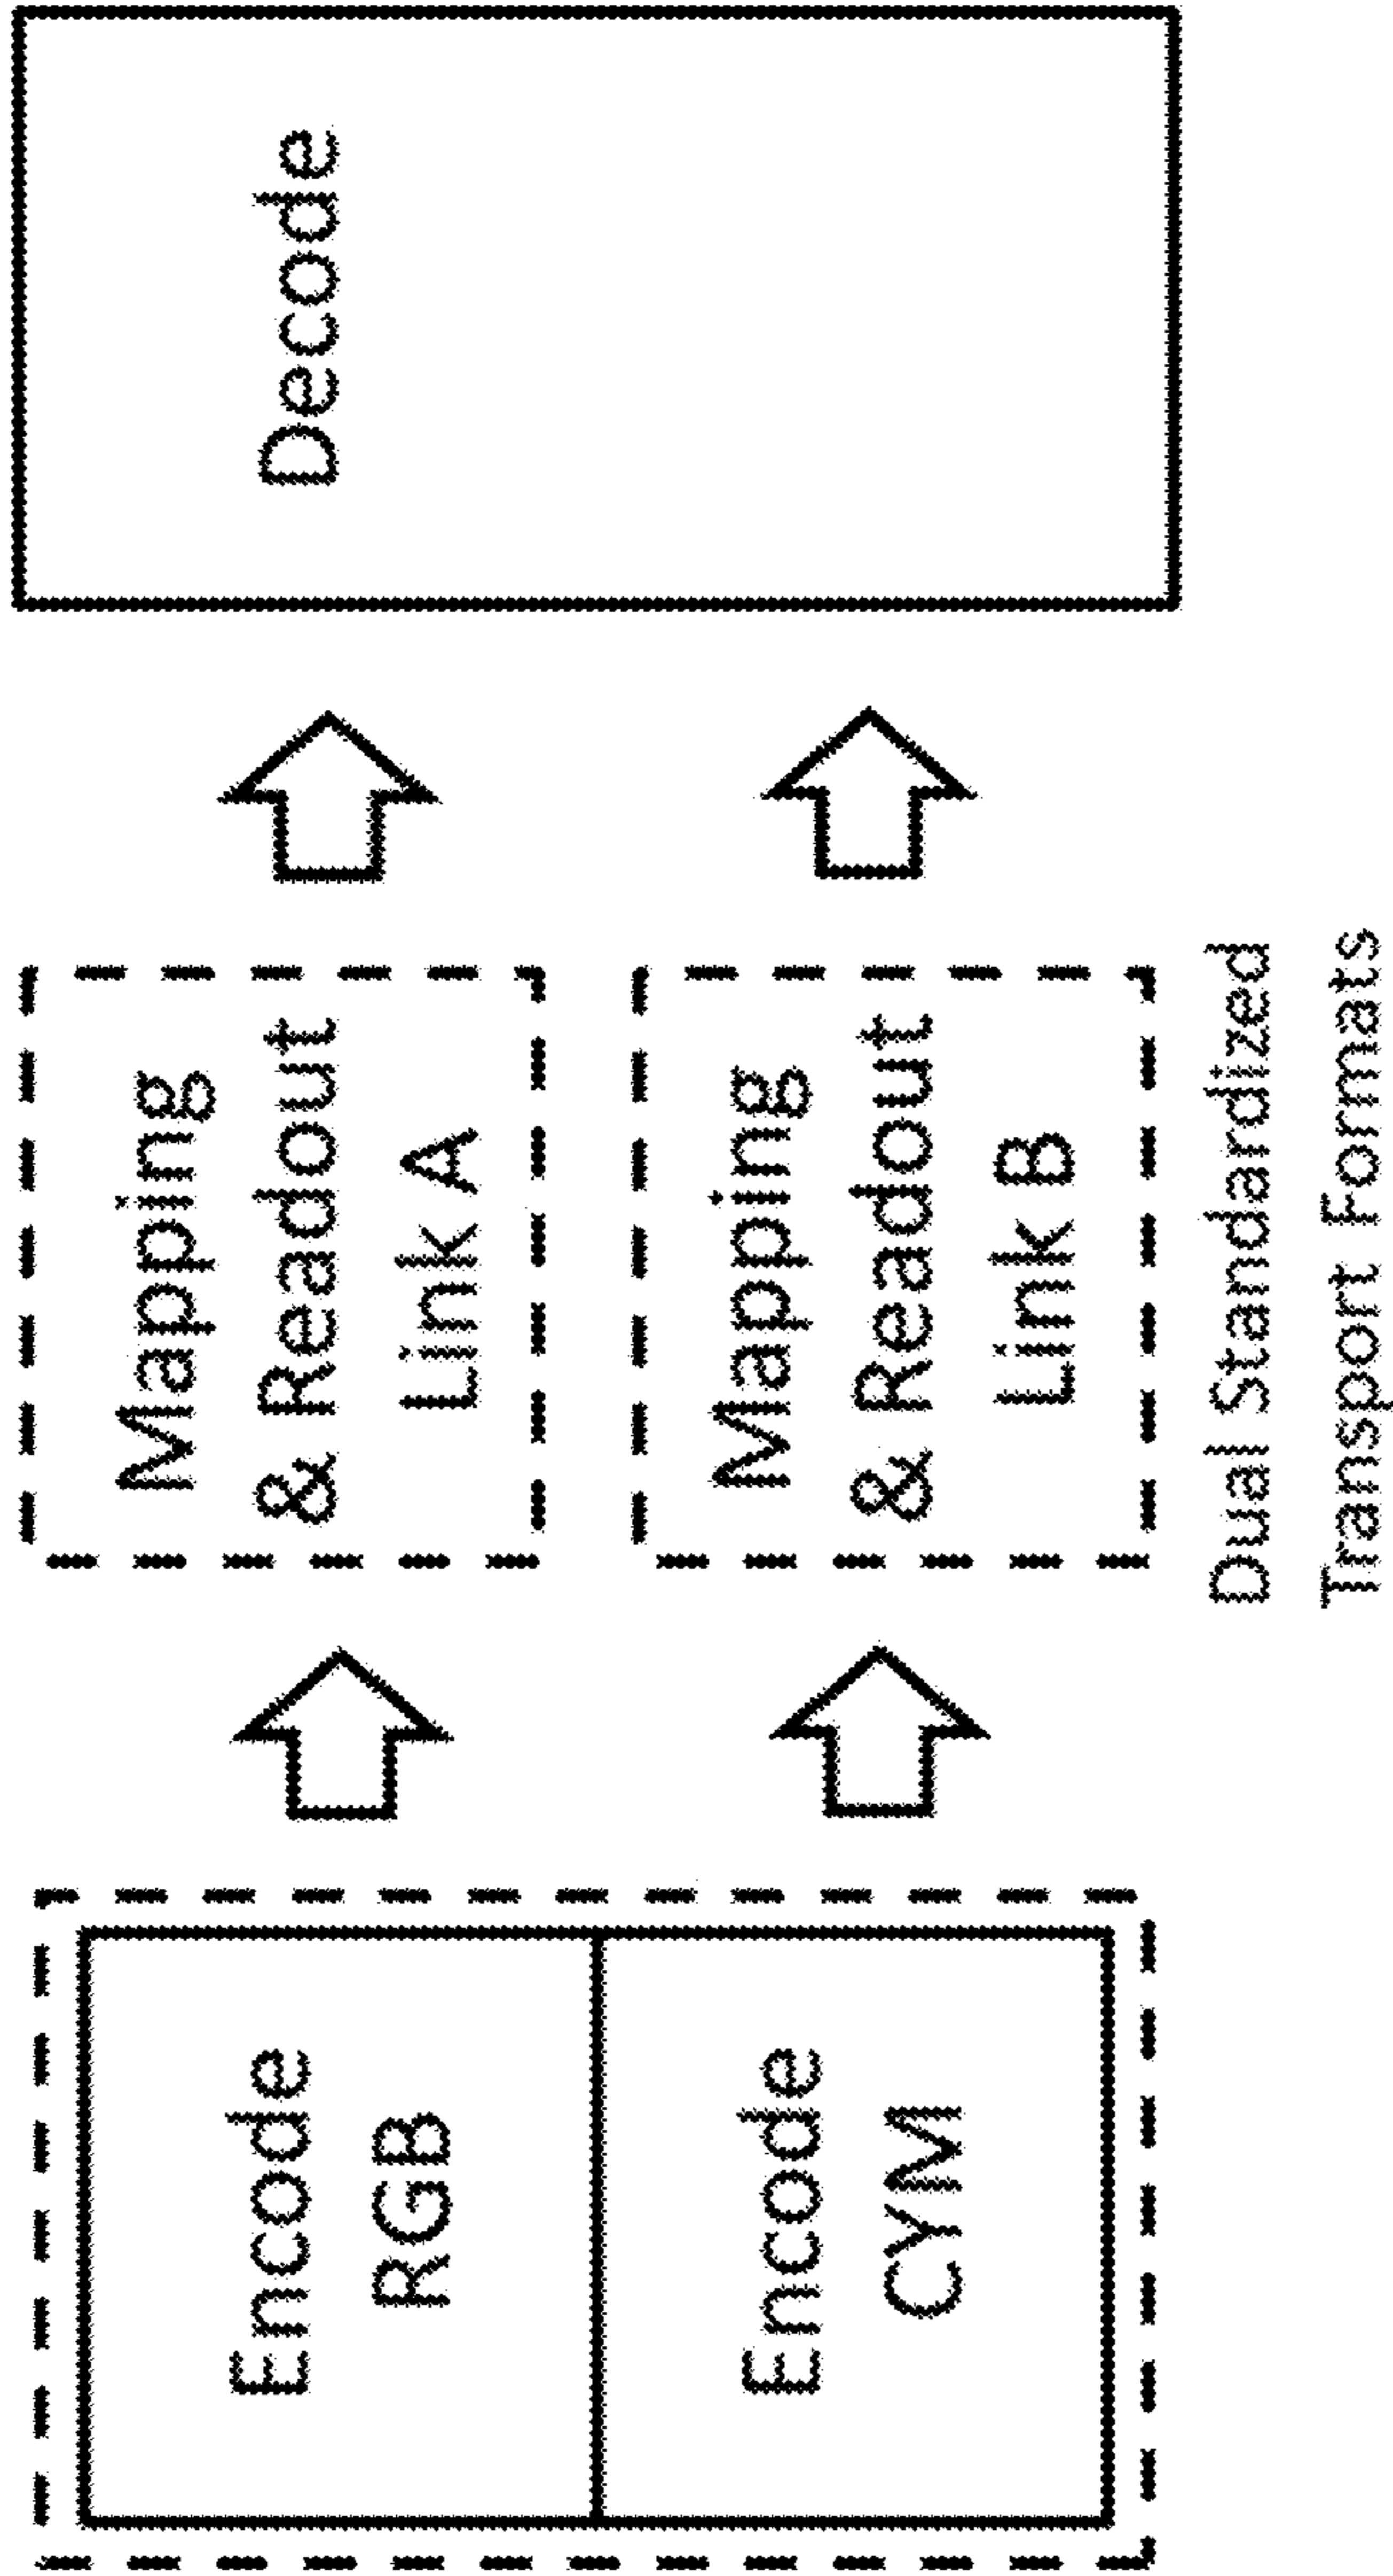 Encode
RGB
Encode
CYM
Mapping
& Readout
Link A
Mapping
& Readout
Link B
Dual Standardized
Transport Formats
Decode